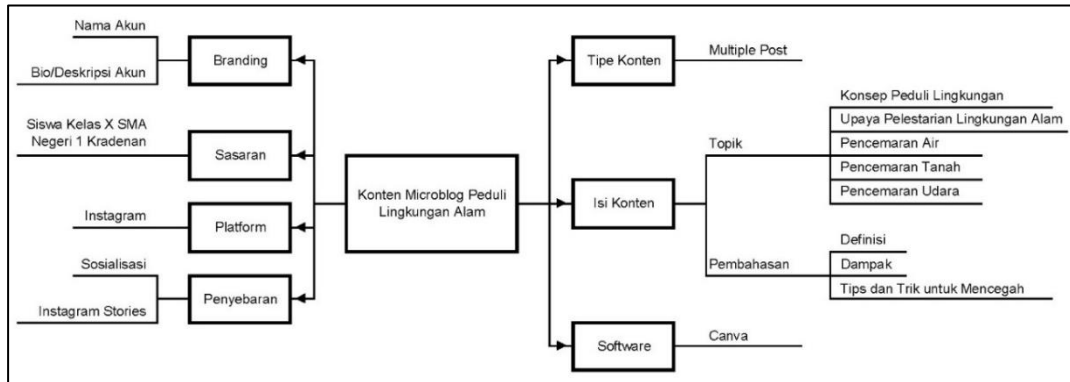 Nama Akun
Bio/Deskripsi Akun
Branding
Siswa Kelas X SMA
Negeri 1 Kradenan
Sasaran
Instagram
Platform
Sosialisasi
Instagram Stories
Penyebaran
Konten Microblog Peduli
Lingkungan Alam
Tipe Konten
Multiple Post
Isi Konten
Topik
Konsep Peduli Lingkungan
Upaya Pelestarian Lingkungan Alam
Pencemaran Air
Pencemaran Tanah
Pencemaran Udara
Pembahasan
Definisi
Dampak
Tips dan Trik untuk Mencegah
Software
Canva